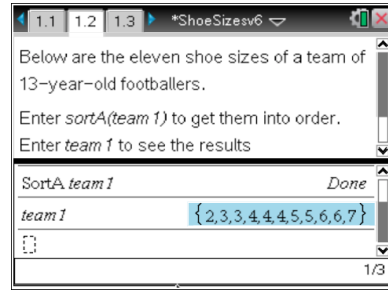 1.1 1.2 1.3 *ShoeSizesv6
Below are the eleven shoe sizes of a team of
13-year-old footballers.
Enter sortA(team 1) to get them into order.
Enter team 1 to see the results
SortA team1 Done
team1 {2,3,3,4,4,4,5,5,6,6,7}
1/3